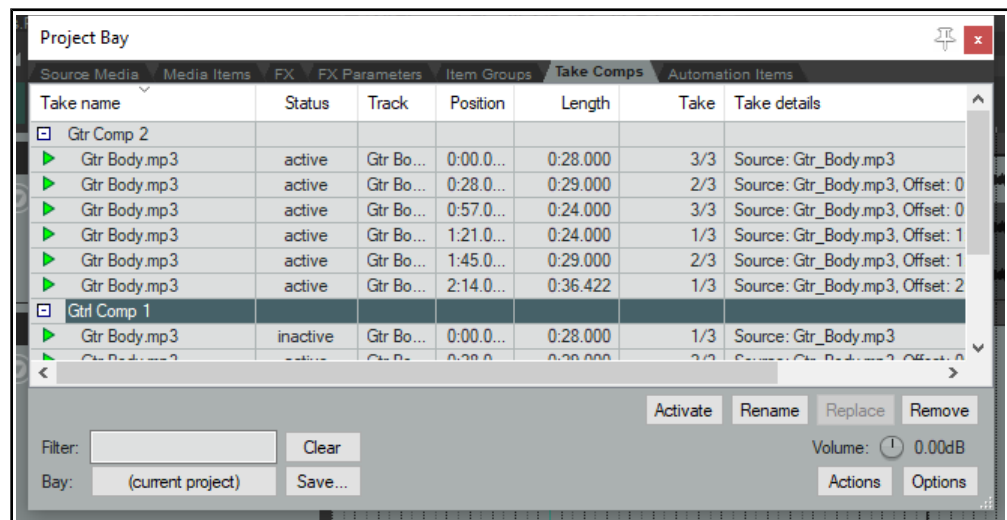 Project Bay
Source Media Media Items FX FX Parameters Item Groups Take Comps Automation Items
Take name Status Track Position Length Take Take details
Gtr Comp 2
Gtr Body.mp3 active Gtr Bo... 0:00.0... 0:28.000 3/3 Source: Gtr_Body.mp3
Gtr Body.mp3 active Gtr Bo... 0:28.0... 0:29.000 2/3 Source: Gtr_Body.mp3, Offset: 0
Gtr Body.mp3 active Gtr Bo... 0:57.0... 0:24.000 3/3 Source: Gtr_Body.mp3, Offset: 0
Gtr Body.mp3 active Gtr Bo... 1:21.0... 0:24.000 1/3 Source: Gtr_Body.mp3, Offset: 1
Gtr Body.mp3 active Gtr Bo... 1:45.0... 0:29.000 2/3 Source: Gtr_Body.mp3, Offset: 1
Gtr Body.mp3 active Gtr Bo... 2:14.0... 0:36.422 1/3 Source: Gtr_Body.mp3, Offset: 2
Gtrl Comp 1
Gtr Body.mp3 inactive Gtr Bo... 0:00.0... 0:28.000 1/3 Source: Gtr_Body.mp3
Activate Rename Replace Remove
Filter: Clear Volume: 0.00dB
Bay: (current project) Save... Actions Options